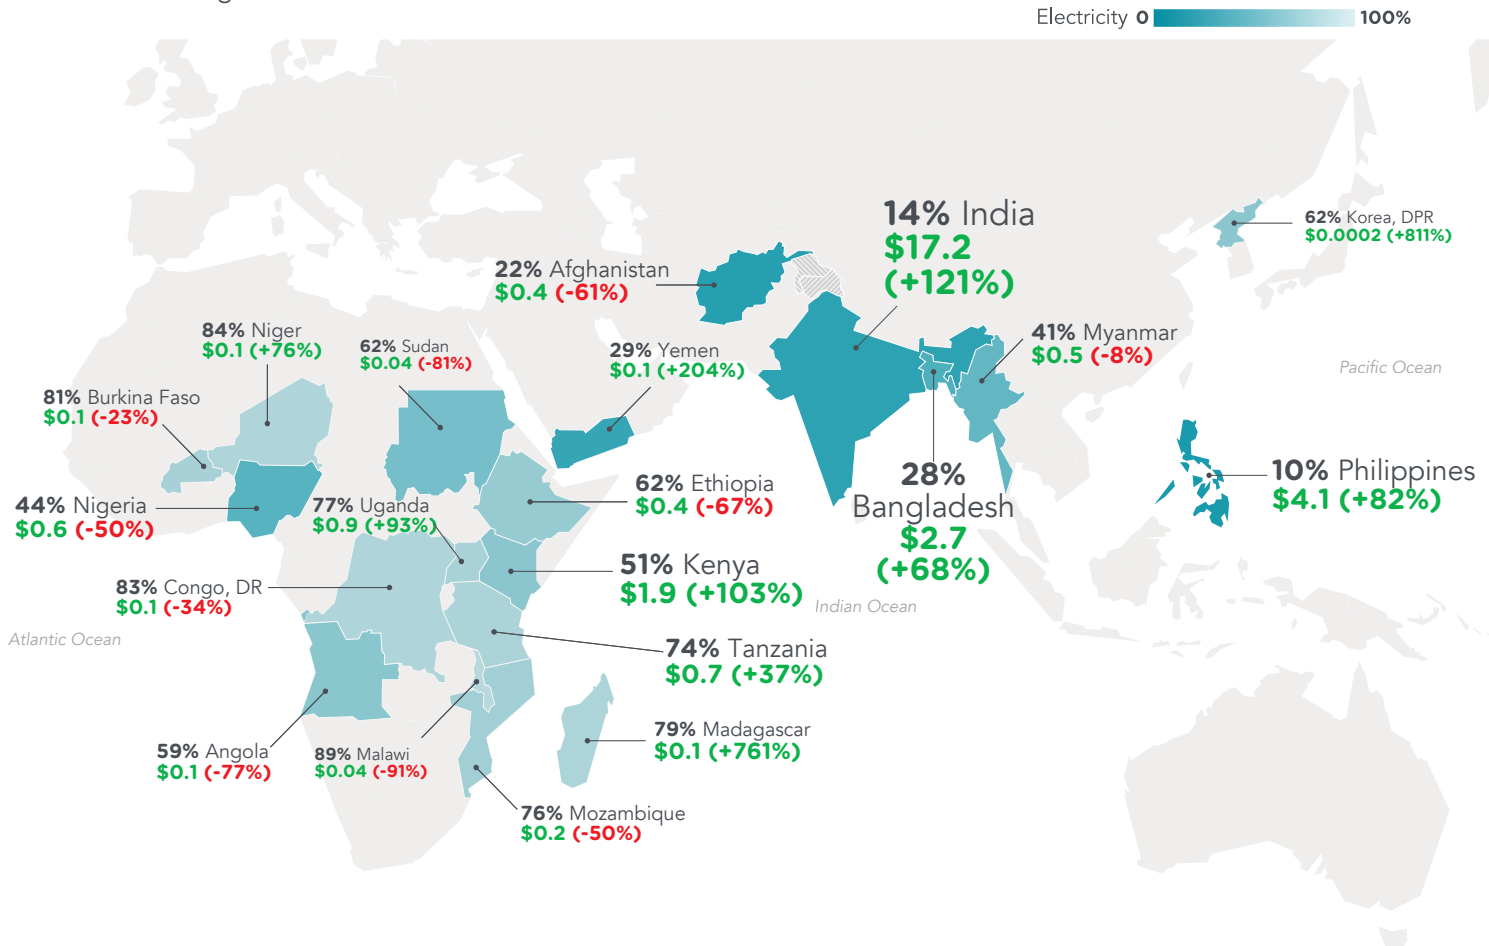 Electricity 0 100%
14% India
$17.2
(+121%)
62% Korea, DPR
$0.0002 (+811%)
22% Afghanistan
$0.4 (-61%)
84% Niger
$0.1 (+76%)
62% Sudan
$0.04 (-81%)
29% Yemen
$0.1 (+204%)
41% Myanmar
$0.5 (-8%)
Pacific Ocean
81% Burkina Faso
$0.1 (-23%)
28%
Bangladesh
$2.7
(+68%)
10% Philippines
$4.1 (+82%)
44% Nigeria
$0.6 (-50%)
77% Uganda
$0.9 (+93%)
62% Ethiopia
$0.4 (-67%)
51% Kenya
$1.9 (+103%)
83% Congo, DR
$0.1 (-34%)
Indian Ocean
Atlantic Ocean
74% Tanzania
$0.7 (+37%)
79% Madagascar
$0.1 (+761%)
59% Angola
$0.1 (-77%)
89% Malawi
$0.04 (-91%)
76% Mozambique
$0.2 (-50%)